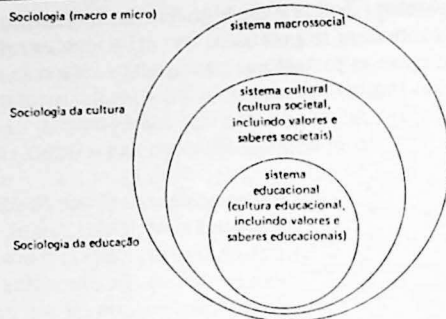 Sociologia (macro e micro)
sistema macrossocial
Sociologia da cultura
sistema cultural
(cultura societal,
incluindo valores e
saberes societais)
sistema
educacional
(cultura educacional,
incluindo valores e
saberes educacionais)
Sociologia da educação